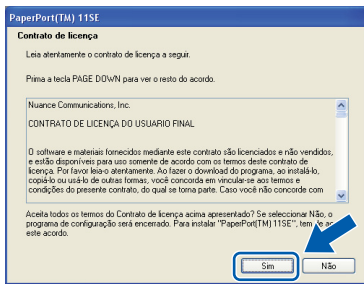 PaperPort(TM) 11SE
Contrato de licença
Leia atentamente o contrato de licença a seguir.
Prima a tecla PAGE DOWN para ver o resto do acordo.
Nuance Communications, Inc.
CONTRATO DE LICENÇA DO USUARIO FINAL
O software e materiais fornecidos mediante este contrato são licenciados e não vendidos,
e estão disponíveis para uso somente de acordo com os termos deste contrato de
licença. Por favor leia-o atentamente. Ao fazer o download do programa, ao instalá-lo,
copiá-lo ou usá-lo de outras formas, você concorda em vincular-se aos termos e
condições do presente contrato, do qual se torna parte. Caso você não concorde com
Aceita todos os termos do Contrato de licença acima apresentado? Se seleccionar Não, o
programa de configuração será encerrado. Para instalar "PaperPort(TM) 11SE", tem de
este acordo.
Sim
Não